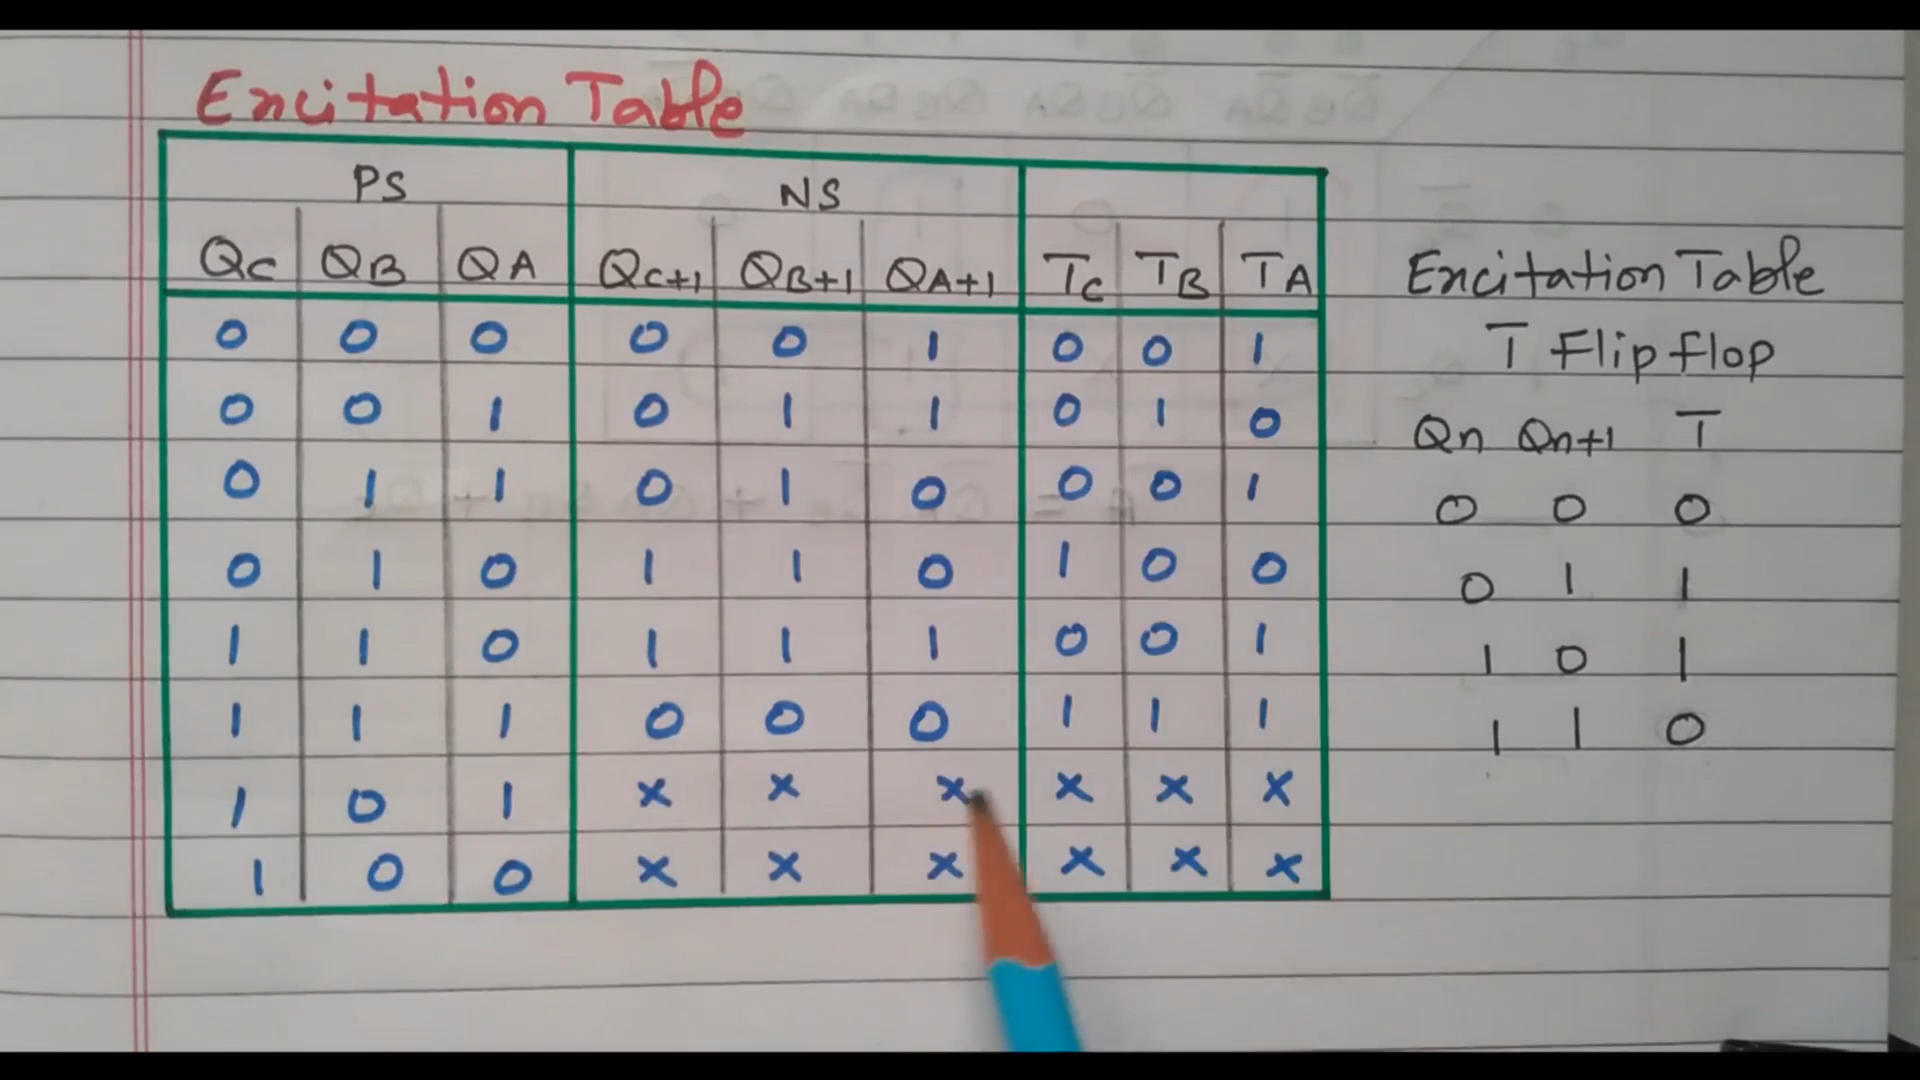 Excitation Table
PS NS
QC QB QA QC+1 QB+1 QA+1 TC TB TA
0 0 0 0 0 1 0 0 1
0 0 1 0 1 1 0 1 0
0 1 1 0 1 0 0 0 1
0 1 0 1 1 0 1 0 0
1 1 0 1 1 1 0 0 1
1 1 1 0 0 0 1 1 1
1 0 1 x x x x x x
1 0 0 x x x x x x
Excitation Table
T Flip flop
Qn Qn+1 T
0 0 0
0 1 1
1 0 1
1 1 0